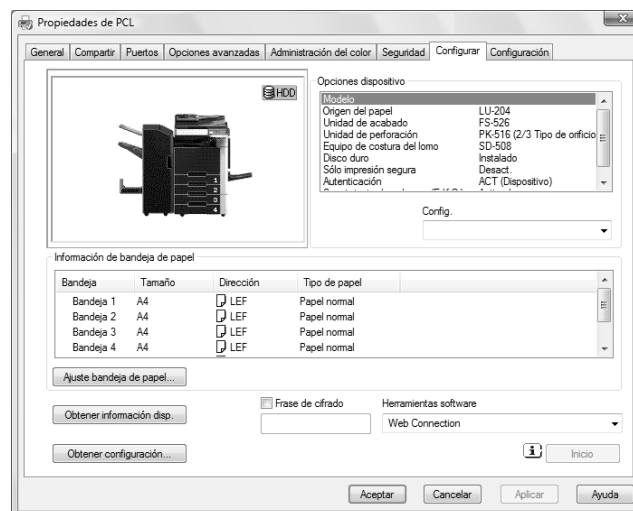 Propiedades de PCL
General Compartir Puertos Opciones avanzadas Administración del color Seguridad Configurar Configuración
HDD
1
2
3
4
Opciones dispositivo
Modelo
Origen del papel LU-204
Unidad de acabado FS-526
Unidad de perforación PK-516 (2/3 Tipo de orificio
Equipo de costura del lomo SD-508
Disco duro Instalado
Sólo impresión segura Desact.
Autenticación ACT (Dispositivo)
Config.
Información de bandeja de papel
Bandeja Tamaño Dirección Tipo de papel
Bandeja 1 A4 LEF Papel normal
Bandeja 2 A4 LEF Papel normal
Bandeja 3 A4 LEF Papel normal
Bandeja 4 A4 LEF Papel normal
Ajuste bandeja de papel...
Obtener información disp.
Frase de cifrado
Herramientas software
Web Connection
Obtener configuración...
Inicio
Aceptar Cancelar Aplicar Ayuda